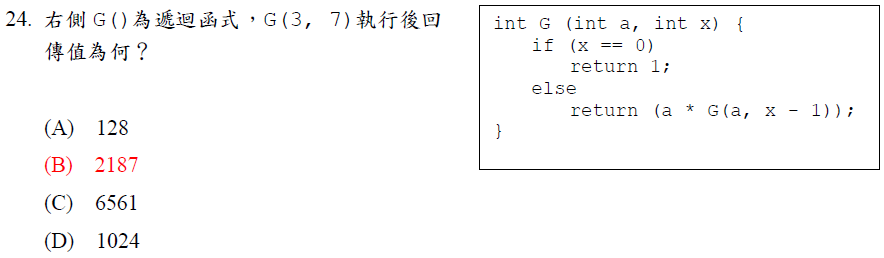 24. 右側 G()為遞迴函式，G(3, 7)執行後回
傳值為何？
(A) 128
(B) 2187
(C) 6561
(D) 1024
int G (int a, int x) {
if (x == 0)
return 1;
else
return (a * G(a, x - 1));
}